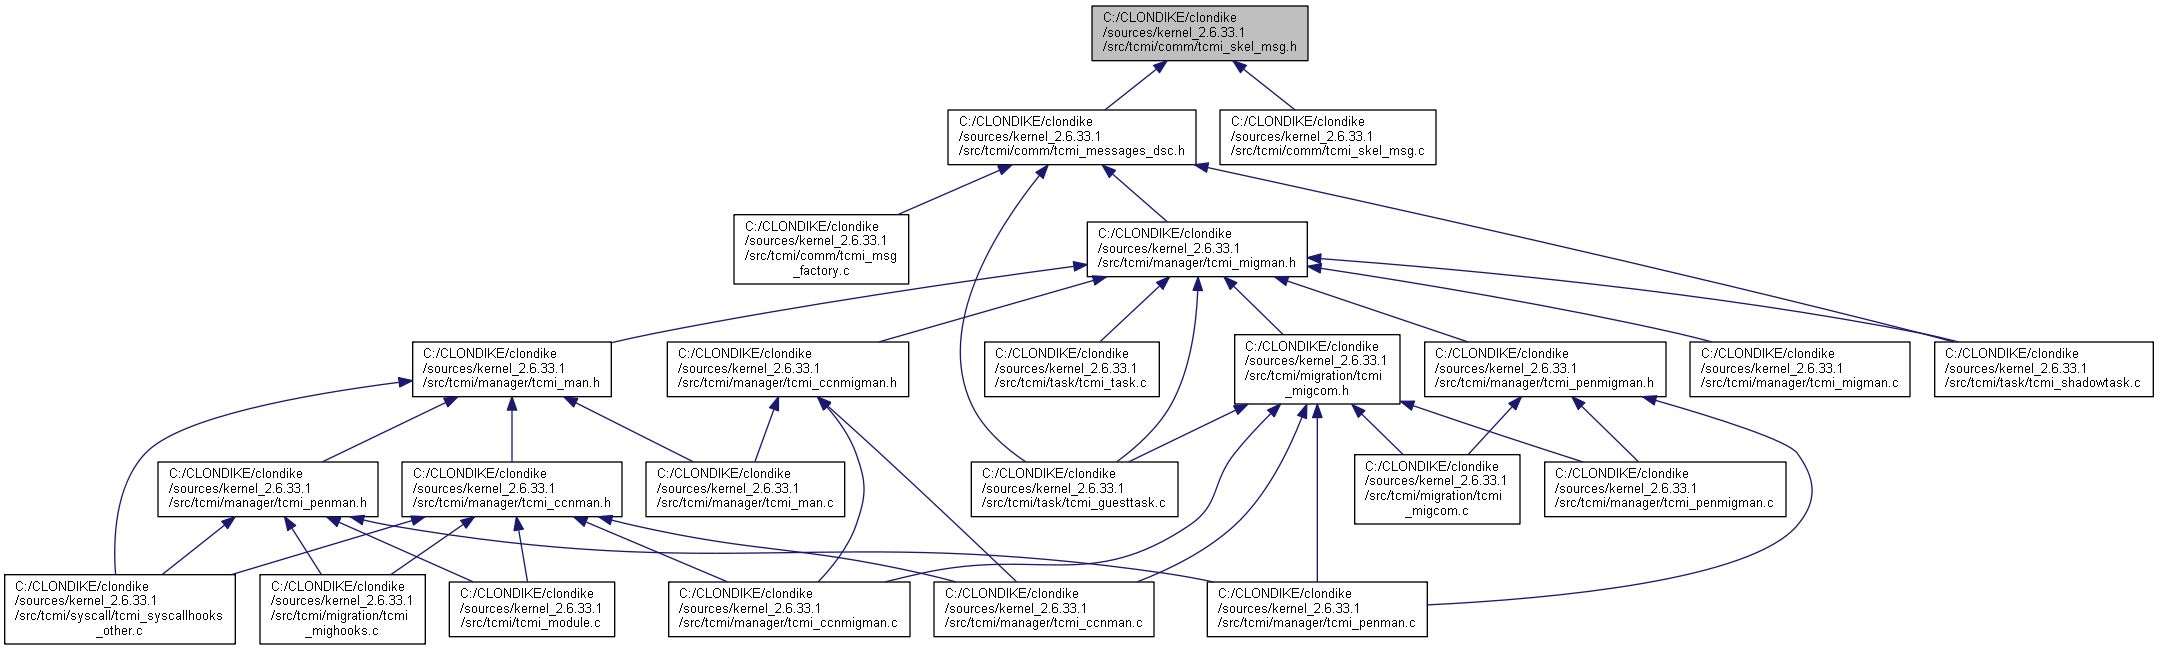 C:/CLONDIKE/clondike
/sources/kernel_2.6.33.1
/src/tcmi/comm/tcmi_skel_msg.h
C:/CLONDIKE/clondike
/sources/kernel_2.6.33.1
/src/tcmi/comm/tcmi_messages_dsc.h
C:/CLONDIKE/clondike
/sources/kernel_2.6.33.1
/src/tcmi/comm/tcmi_skel_msg.c
C:/CLONDIKE/clondike
/sources/kernel_2.6.33.1
/src/tcmi/comm/tcmi_msg
_factory.c
C:/CLONDIKE/clondike
/sources/kernel_2.6.33.1
/src/tcmi/manager/tcmi_migman.h
C:/CLONDIKE/clondike
/sources/kernel_2.6.33.1
/src/tcmi/manager/tcmi_man.h
C:/CLONDIKE/clondike
/sources/kernel_2.6.33.1
/src/tcmi/manager/tcmi_ccnmigman.h
C:/CLONDIKE/clondike
/sources/kernel_2.6.33.1
/src/tcmi/task/tcmi_task.c
C:/CLONDIKE/clondike
/sources/kernel_2.6.33.1
/src/tcmi/migration/tcmi
_migcom.h
C:/CLONDIKE/clondike
/sources/kernel_2.6.33.1
/src/tcmi/manager/tcmi_penmigman.h
C:/CLONDIKE/clondike
/sources/kernel_2.6.33.1
/src/tcmi/manager/tcmi_migman.c
C:/CLONDIKE/clondike
/sources/kernel_2.6.33.1
/src/tcmi/task/tcmi_shadowtask.c
C:/CLONDIKE/clondike
/sources/kernel_2.6.33.1
/src/tcmi/manager/tcmi_penman.h
C:/CLONDIKE/clondike
/sources/kernel_2.6.33.1
/src/tcmi/manager/tcmi_ccnman.h
C:/CLONDIKE/clondike
/sources/kernel_2.6.33.1
/src/tcmi/manager/tcmi_man.c
C:/CLONDIKE/clondike
/sources/kernel_2.6.33.1
/src/tcmi/task/tcmi_guesttask.c
C:/CLONDIKE/clondike
/sources/kernel_2.6.33.1
/src/tcmi/migration/tcmi
_migcom.c
C:/CLONDIKE/clondike
/sources/kernel_2.6.33.1
/src/tcmi/manager/tcmi_penmigman.c
C:/CLONDIKE/clondike
/sources/kernel_2.6.33.1
/src/tcmi/syscall/tcmi_syscallhooks
_other.c
C:/CLONDIKE/clondike
/sources/kernel_2.6.33.1
/src/tcmi/migration/tcmi
_mighooks.c
C:/CLONDIKE/clondike
/sources/kernel_2.6.33.1
/src/tcmi/tcmi_module.c
C:/CLONDIKE/clondike
/sources/kernel_2.6.33.1
/src/tcmi/manager/tcmi_ccnmigman.c
C:/CLONDIKE/clondike
/sources/kernel_2.6.33.1
/src/tcmi/manager/tcmi_ccnman.c
C:/CLONDIKE/clondike
/sources/kernel_2.6.33.1
/src/tcmi/manager/tcmi_penman.c